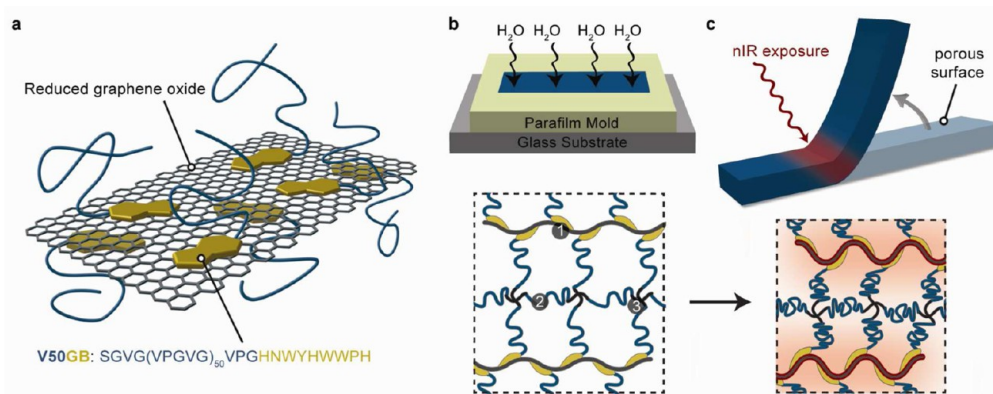 a
Reduced graphene oxide
V50GB: SGVG(VPGVG)₅₀VPGHNWYHWWPH
b
H₂O H₂O H₂O H₂O
Parafilm Mold
Glass Substrate
1
2
3
c
nIR exposure
porous
surface